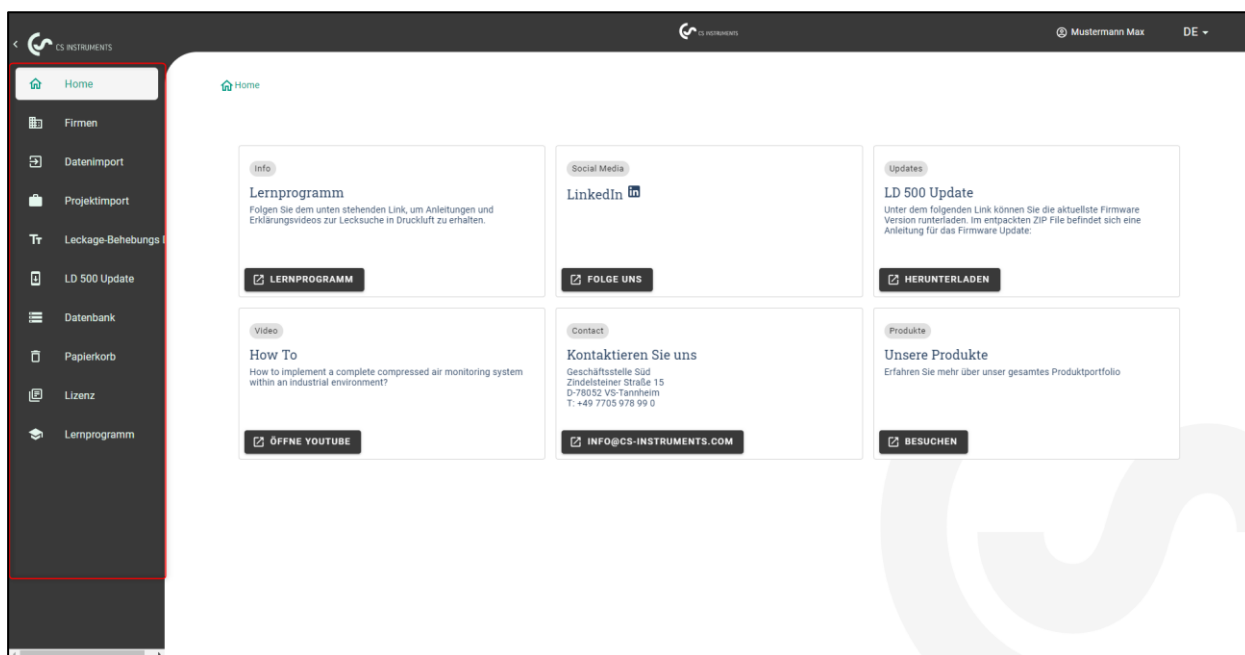 CS INSTRUMENTS
CS INSTRUMENTS
Mustermann Max
DE
Home
Firmen
Datenimport
Projektimport
Leckage-Behebungs
LD 500 Update
Datenbank
Papierkorb
Lizenz
Lernprogramm
Home
Info
Lernprogramm
Folgen Sie dem unten stehenden Link, um Anleitungen und
Erklärungsvideos zur Lecksuche in Druckluft zu erhalten.
LERNPROGRAMM
Social Media
LinkedIn in
FOLGE UNS
Updates
LD 500 Update
Unter dem folgenden Link können Sie die aktuellste Firmware
Version runterladen. Im entpackten ZIP File befindet sich eine
Anleitung für das Firmware Update:
HERUNTERLADEN
Video
How To
How to implement a complete compressed air monitoring system
within an industrial environment?
ÖFFNE YOUTUBE
Contact
Kontaktieren Sie uns
Geschäftsstelle Süd
Zindelsteiner Straße 15
D-78052 VS-Tannheim
T: +49 7705 978 99 0
INFO@CS-INSTRUMENTS.COM
Produkte
Unsere Produkte
Erfahren Sie mehr über unser gesamtes Produktportfolio
BESUCHEN